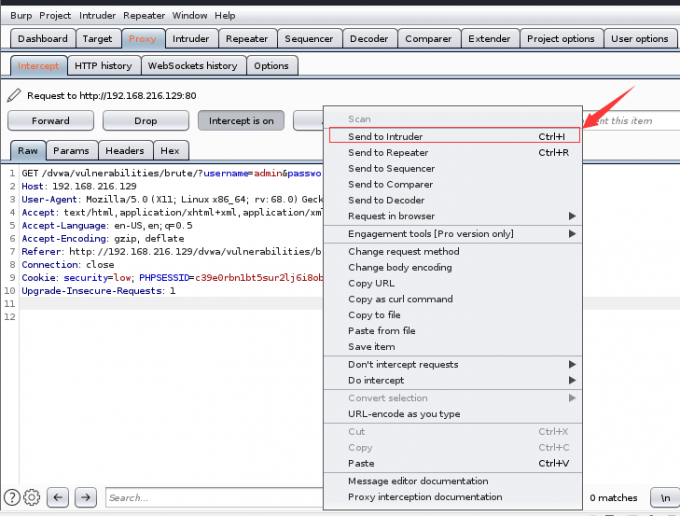 Burp Project Intruder Repeater Window Help
Dashboard Target Proxy Intruder Repeater Sequencer Decoder Comparer Extender Project options User options
Intercept HTTP history WebSockets history Options
Request to http://192.168.216.129:80
Forward Drop Intercept is on this item
Raw Params Headers Hex
1 GET /dvwa/vulnerabilities/brute/?username=admin&passwo
2 Host: 192.168.216.129
3 User-Agent: Mozilla/5.0 (X11; Linux x86_64; rv:68.0) Geck
4 Accept: text/html,application/xhtml+xml,application/xml
5 Accept-Language: en-US,en;q=0.5
6 Accept-Encoding: gzip, deflate
7 Referer: http://192.168.216.129/dvwa/vulnerabilities/b
8 Connection: close
9 Cookie: security=low; PHPSESSID=c39e0rbn1bt5sur2lj6i8ob
10 Upgrade-Insecure-Requests: 1
11
12
Scan
Send to Intruder Ctrl+I
Send to Repeater Ctrl+R
Send to Sequencer
Send to Comparer
Send to Decoder
Request in browser
Engagement tools [Pro version only]
Change request method
Change body encoding
Copy URL
Copy as curl command
Copy to file
Paste from file
Save item
Don't intercept requests
Do intercept
Convert selection
URL-encode as you type
Cut Ctrl+X
Copy Ctrl+C
Paste Ctrl+V
Message editor documentation
Proxy interception documentation
Search...
0 matches
\n